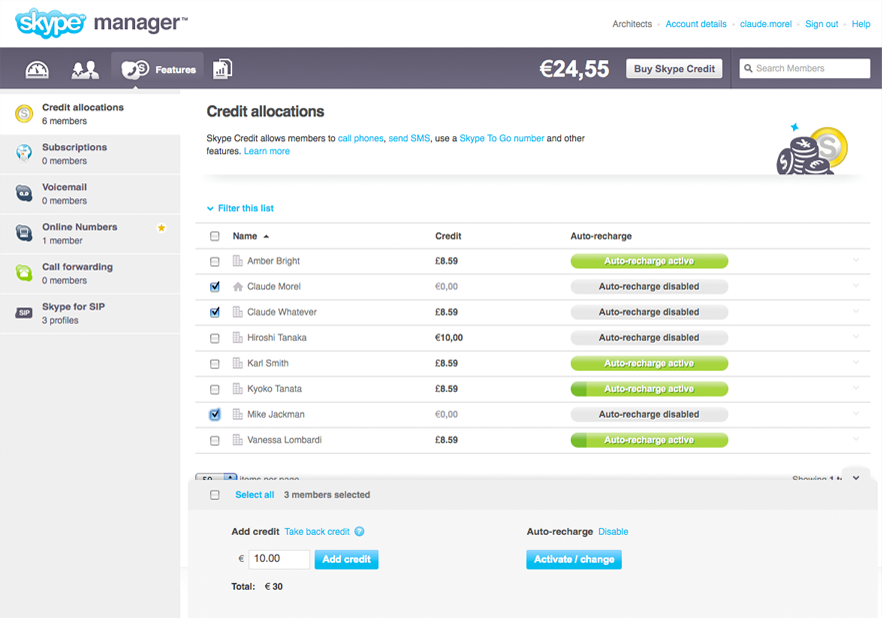 skype manager™
Architects · Account details · claude.morel · Sign out · Help
Features
€24,55
Buy Skype Credit
Search Members
Credit allocations
6 members
Subscriptions
0 members
Voicemail
0 members
Online Numbers
1 member
Call forwarding
0 members
SIP
Skype for SIP
3 profiles
Credit allocations
Skype Credit allows members to call phones, send SMS, use a Skype To Go number and other
features. Learn more
Filter this list
Name Credit Auto-recharge
Amber Bright £8.59 Auto-recharge active
Claude Morel €0,00 Auto-recharge disabled
Claude Whatever £8.59 Auto-recharge disabled
Hiroshi Tanaka €10,00 Auto-recharge disabled
Karl Smith £8.59 Auto-recharge active
Kyoko Tanata £8.59 Auto-recharge active
Mike Jackman €0,00 Auto-recharge disabled
Vanessa Lombardi £8.59 Auto-recharge active
50 items per page Showing 1
Select all 3 members selected
Add credit Take back credit ?
€ 10.00 Add credit
Total: € 30
Auto-recharge Disable
Activate / change